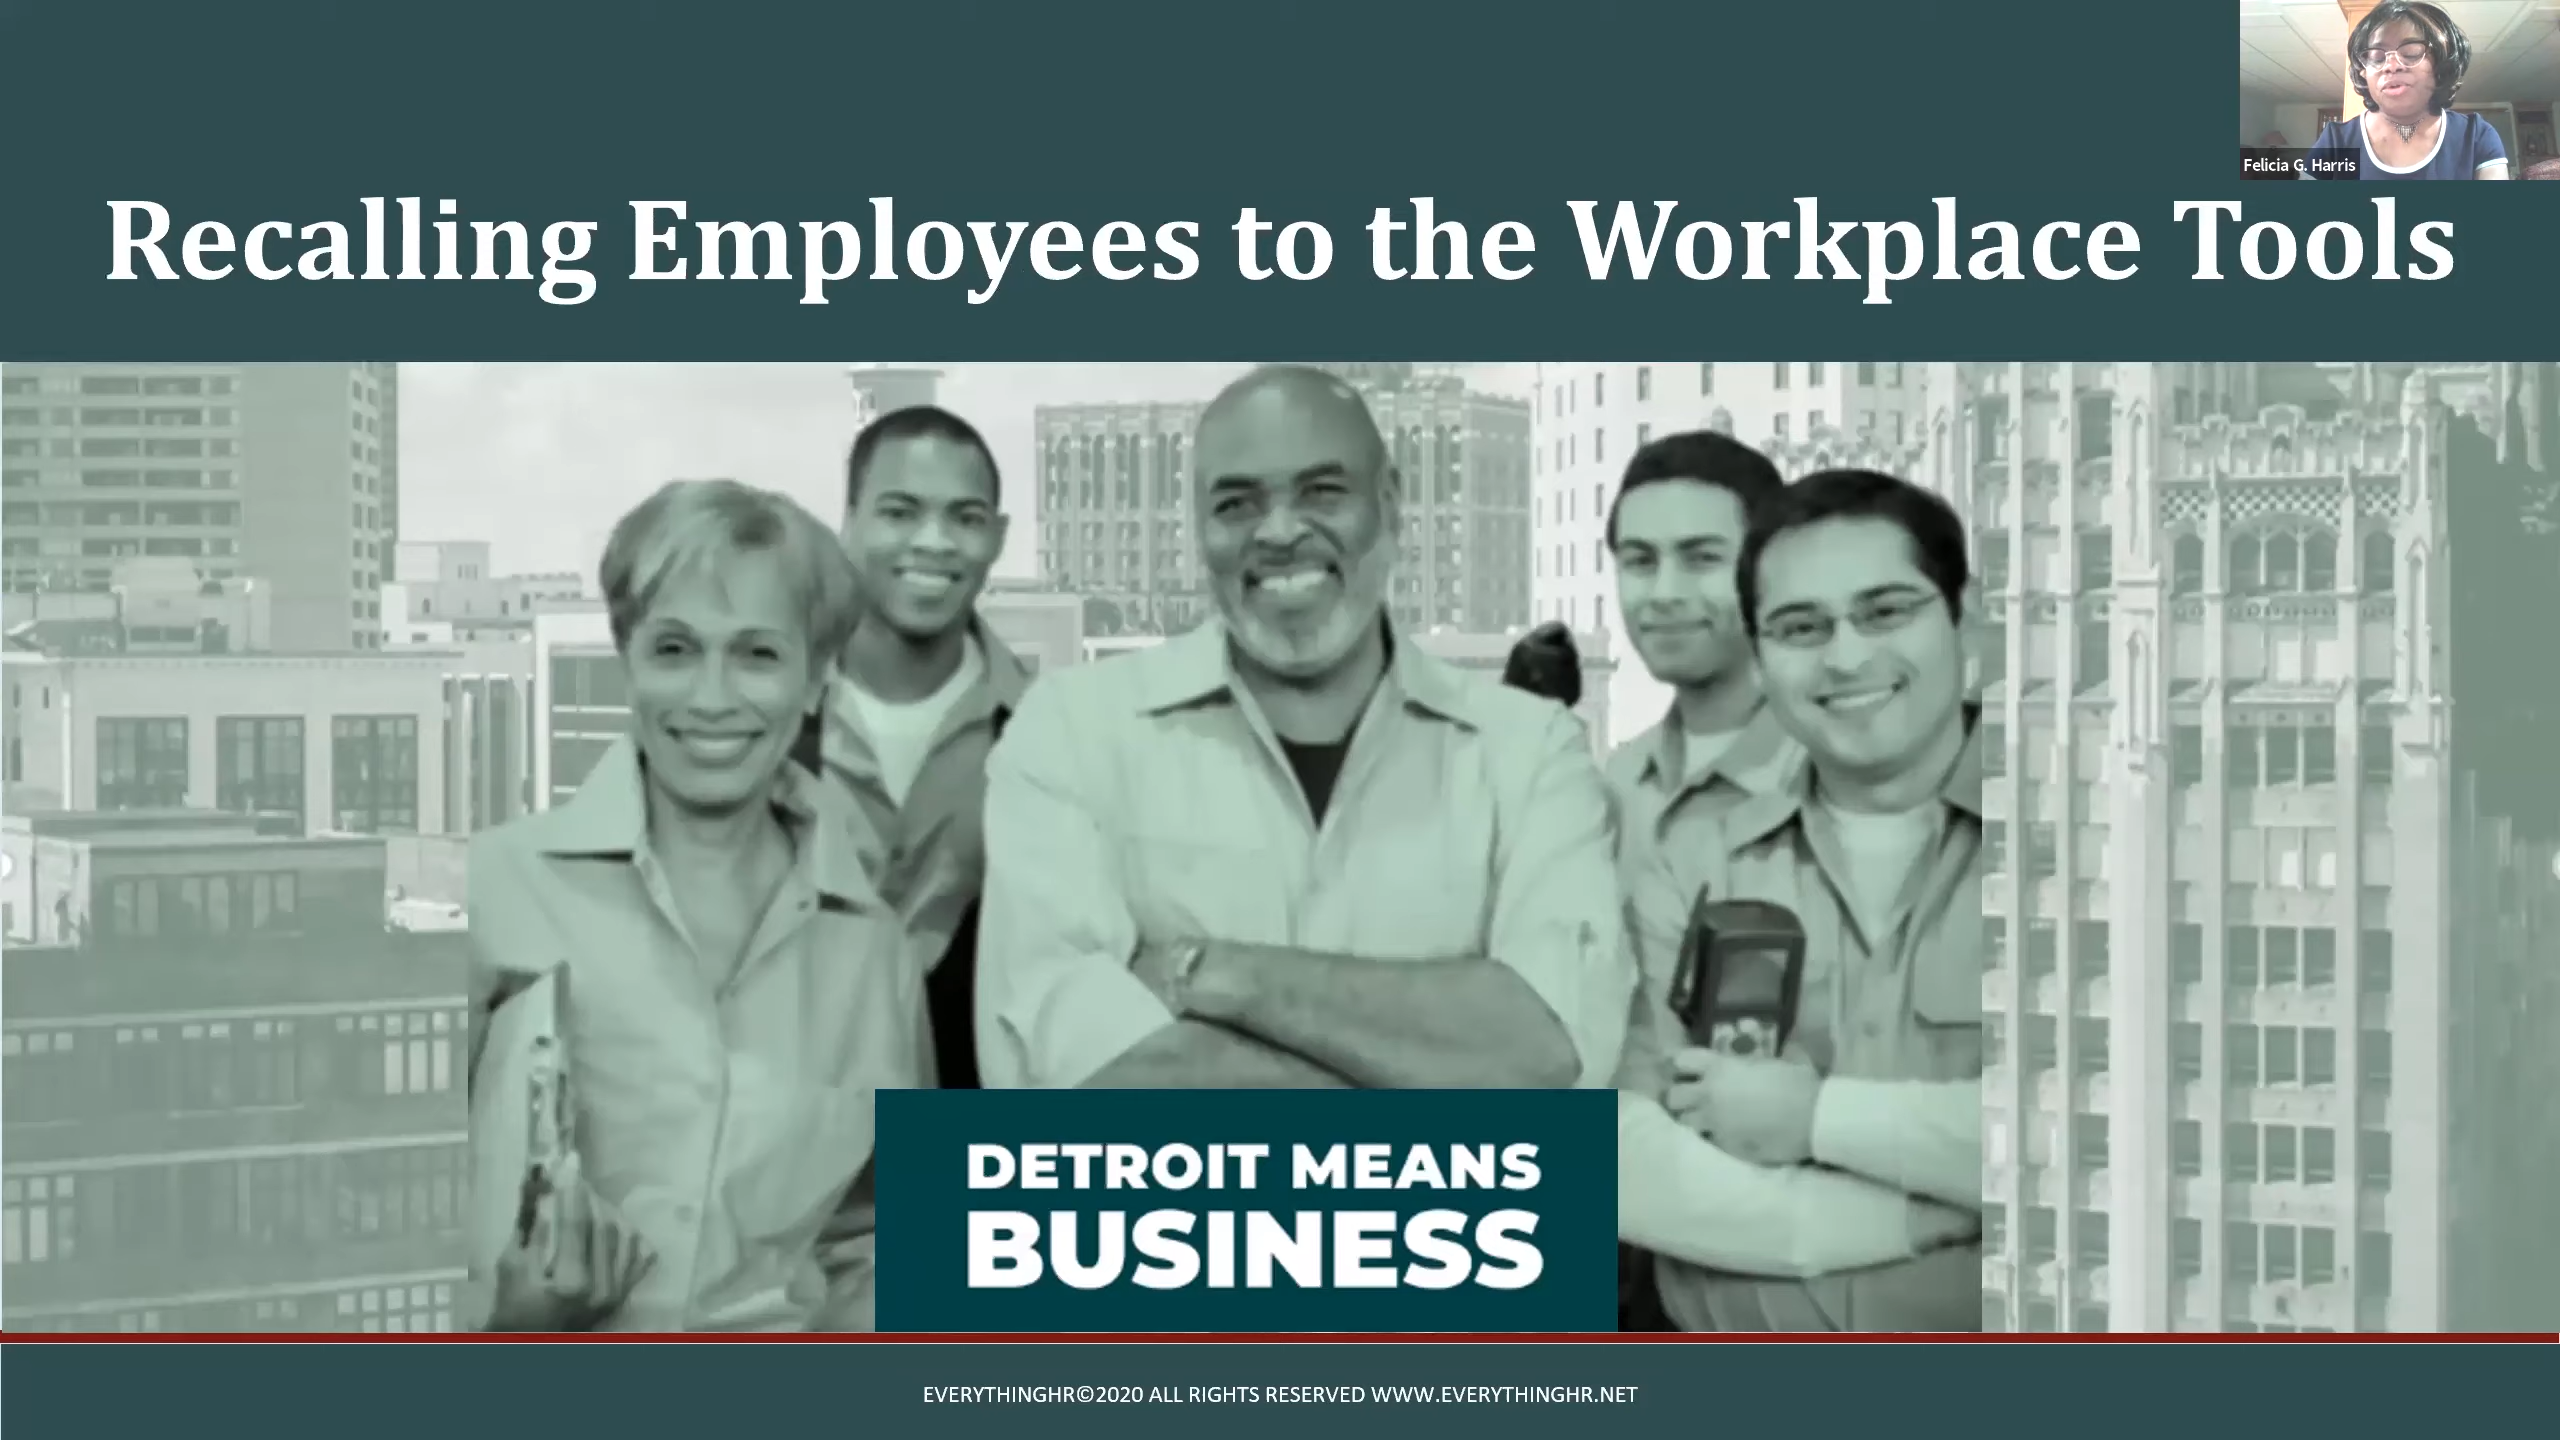 Felicia G. Harris
Recalling Employees to the Workplace Tools
DETROIT MEANS
BUSINESS
EVERYTHINGHR©2020 ALL RIGHTS RESERVED WWW.EVERYTHINGHR.NET